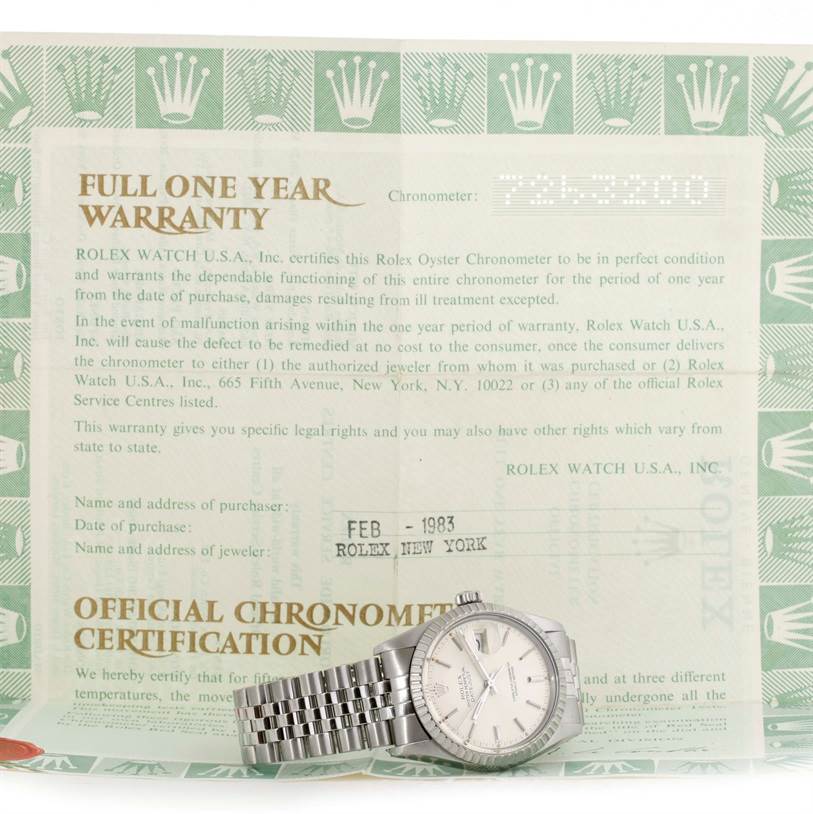 FULL ONE YEAR
WARRANTY
Chronometer: 7263200
ROLEX WATCH U.S.A., Inc. certifies this Rolex Oyster Chronometer to be in perfect condition
and warrants the dependable functioning of this entire chronometer for the period of one year
from the date of purchase, damages resulting from ill treatment excepted.
In the event of malfunction arising within the one year period of warranty, Rolex Watch U.S.A.,
Inc. will cause the defect to be remedied at no cost to the consumer, once the consumer delivers
the chronometer to either (1) the authorized jeweler from whom it was purchased or (2) Rolex
Watch U.S.A., Inc., 665 Fifth Avenue, New York, N.Y. 10022 or (3) any of the official Rolex
Service Centres listed.
This warranty gives you specific legal rights and you may also have other rights which vary from
state to state.
ROLEX WATCH U.S.A., INC.
Name and address of purchaser:
Date of purchase: FEB - 1983
Name and address of jeweler: ROLEX, NEW YORK
OFFICIAL CHRONOMET
CERTIFICATION
We hereby certify that for fifte and at three different
temperatures, the move lly undergone all the
ROLEX